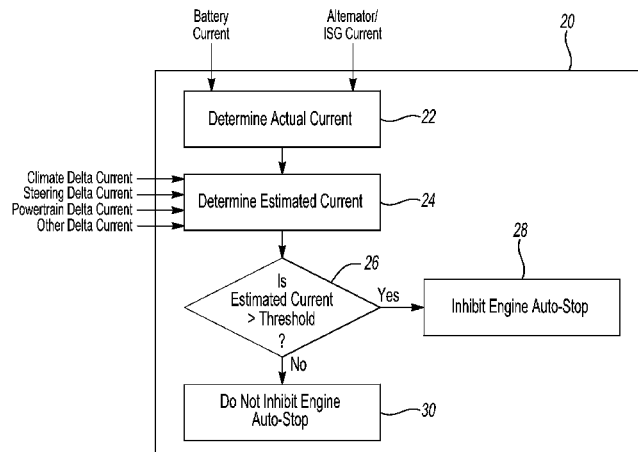 Battery
Current
Alternator/
ISG Current
20
Determine Actual Current
22
Climate Delta Current
Steering Delta Current
Powertrain Delta Current
Other Delta Current
Determine Estimated Current
24
26
Is
Estimated Current
> Threshold
?
Yes
28
Inhibit Engine Auto-Stop
No
Do Not Inhibit Engine
Auto-Stop
30